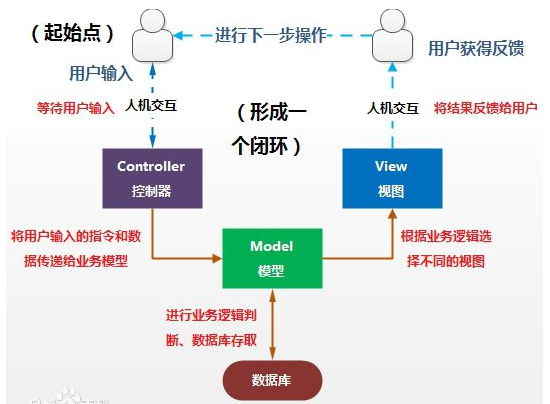 （起始点）
进行下一步操作
用户输入
用户获得反馈
等待用户输入
人机交互
（形成一
个闭环）
人机交互
将结果反馈给用户
Controller
控制器
View
视图
将用户输入的指令和数
据传递给业务模型
Model
模型
根据业务逻辑选
择不同的视图
进行业务逻辑判
断、数据库存取
数据库